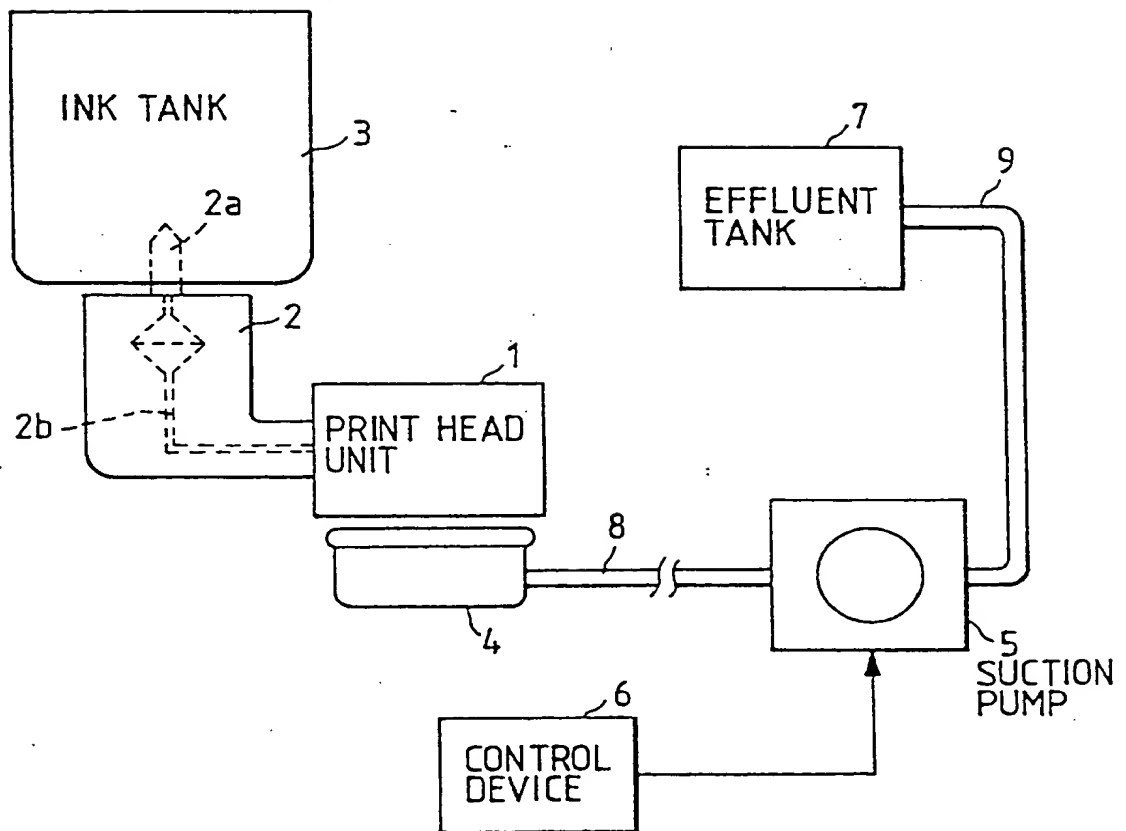 INK TANK
3
2a
2
2b
1
PRINT HEAD
UNIT
4
8
7
EFFLUENT
TANK
9
5
SUCTION
PUMP
6
CONTROL
DEVICE